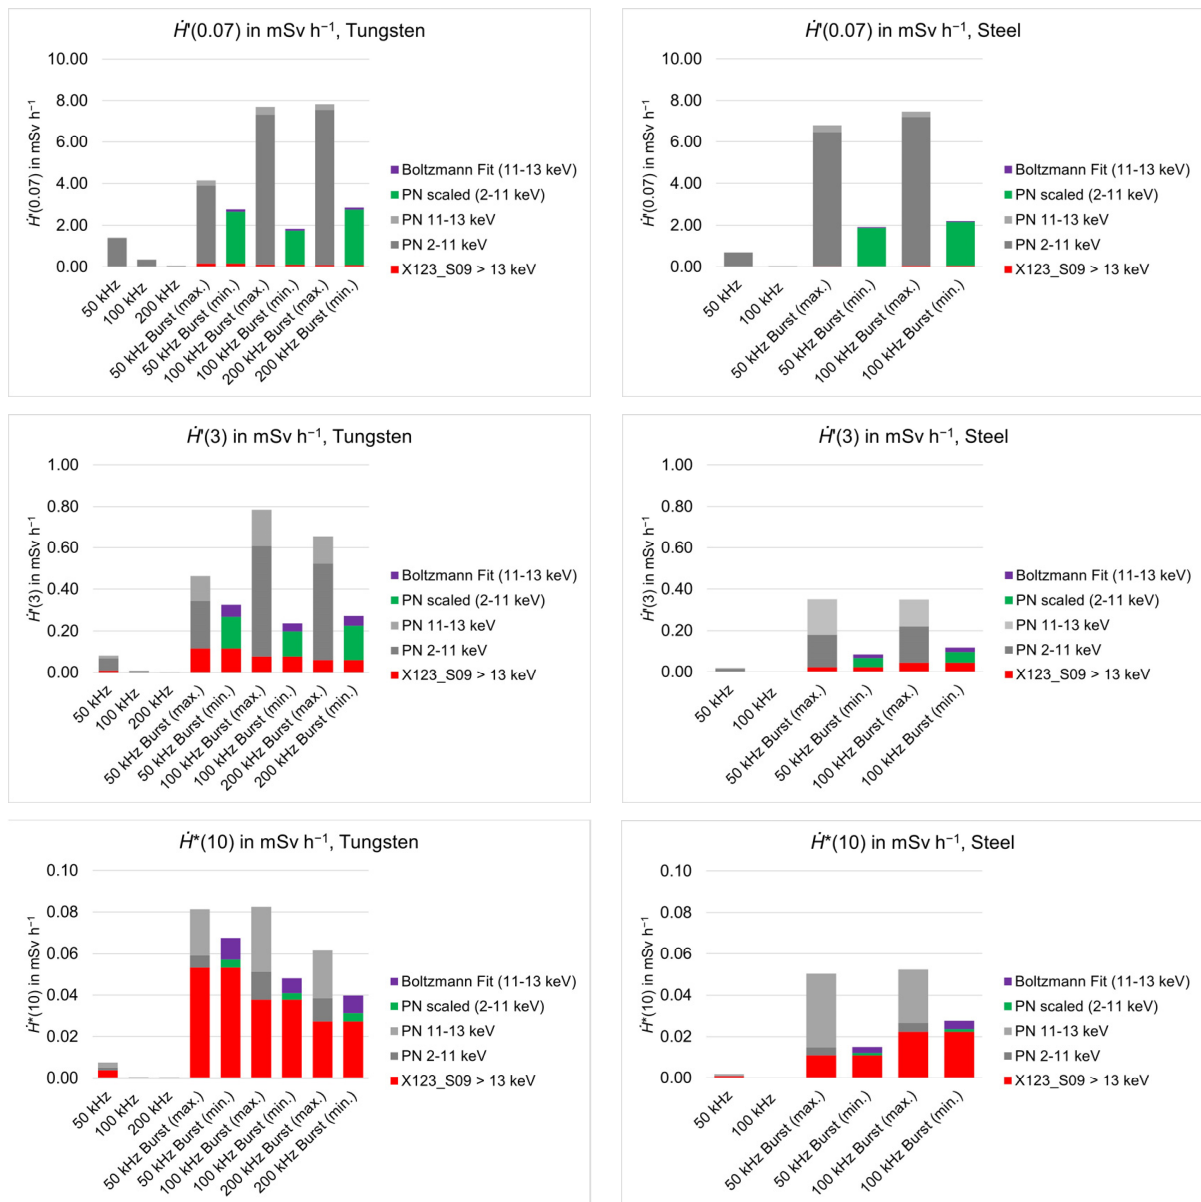 Ḣ'(0.07) in mSv h⁻¹, Tungsten
Ḣ'(0.07) in mSv h⁻¹
10.00
8.00
6.00
4.00
2.00
0.00
50 kHz
100 kHz
200 kHz
50 kHz Burst (max.)
50 kHz Burst (min.)
100 kHz Burst (max.)
100 kHz Burst (min.)
200 kHz Burst (max.)
200 kHz Burst (min.)
Boltzmann Fit (11-13 keV)
PN scaled (2-11 keV)
PN 11-13 keV
PN 2-11 keV
X123_S09 > 13 keV
Ḣ'(0.07) in mSv h⁻¹, Steel
Ḣ'(0.07) in mSv h⁻¹
10.00
8.00
6.00
4.00
2.00
0.00
50 kHz
100 kHz
50 kHz Burst (max.)
50 kHz Burst (min.)
100 kHz Burst (max.)
100 kHz Burst (min.)
Boltzmann Fit (11-13 keV)
PN scaled (2-11 keV)
PN 11-13 keV
PN 2-11 keV
X123_S09 > 13 keV
Ḣ'(3) in mSv h⁻¹, Tungsten
Ḣ'(3) in mSv h⁻¹
1.00
0.80
0.60
0.40
0.20
0.00
50 kHz
100 kHz
200 kHz
50 kHz Burst (max.)
50 kHz Burst (min.)
100 kHz Burst (max.)
100 kHz Burst (min.)
200 kHz Burst (max.)
200 kHz Burst (min.)
Boltzmann Fit (11-13 keV)
PN scaled (2-11 keV)
PN 11-13 keV
PN 2-11 keV
X123_S09 > 13 keV
Ḣ'(3) in mSv h⁻¹, Steel
Ḣ'(3) in mSv h⁻¹
1.00
0.80
0.60
0.40
0.20
0.00
50 kHz
100 kHz
50 kHz Burst (max.)
50 kHz Burst (min.)
100 kHz Burst (max.)
100 kHz Burst (min.)
Boltzmann Fit (11-13 keV)
PN scaled (2-11 keV)
PN 11-13 keV
PN 2-11 keV
X123_S09 > 13 keV
Ḣ*(10) in mSv h⁻¹, Tungsten
Ḣ*(10) in mSv h⁻¹
0.10
0.08
0.06
0.04
0.02
0.00
50 kHz
100 kHz
200 kHz
50 kHz Burst (max.)
50 kHz Burst (min.)
100 kHz Burst (max.)
100 kHz Burst (min.)
200 kHz Burst (max.)
200 kHz Burst (min.)
Boltzmann Fit (11-13 keV)
PN scaled (2-11 keV)
PN 11-13 keV
PN 2-11 keV
X123_S09 > 13 keV
Ḣ*(10) in mSv h⁻¹, Steel
Ḣ*(10) in mSv h⁻¹
0.10
0.08
0.06
0.04
0.02
0.00
50 kHz
100 kHz
50 kHz Burst (max.)
50 kHz Burst (min.)
100 kHz Burst (max.)
100 kHz Burst (min.)
Boltzmann Fit (11-13 keV)
PN scaled (2-11 keV)
PN 11-13 keV
PN 2-11 keV
X123_S09 > 13 keV